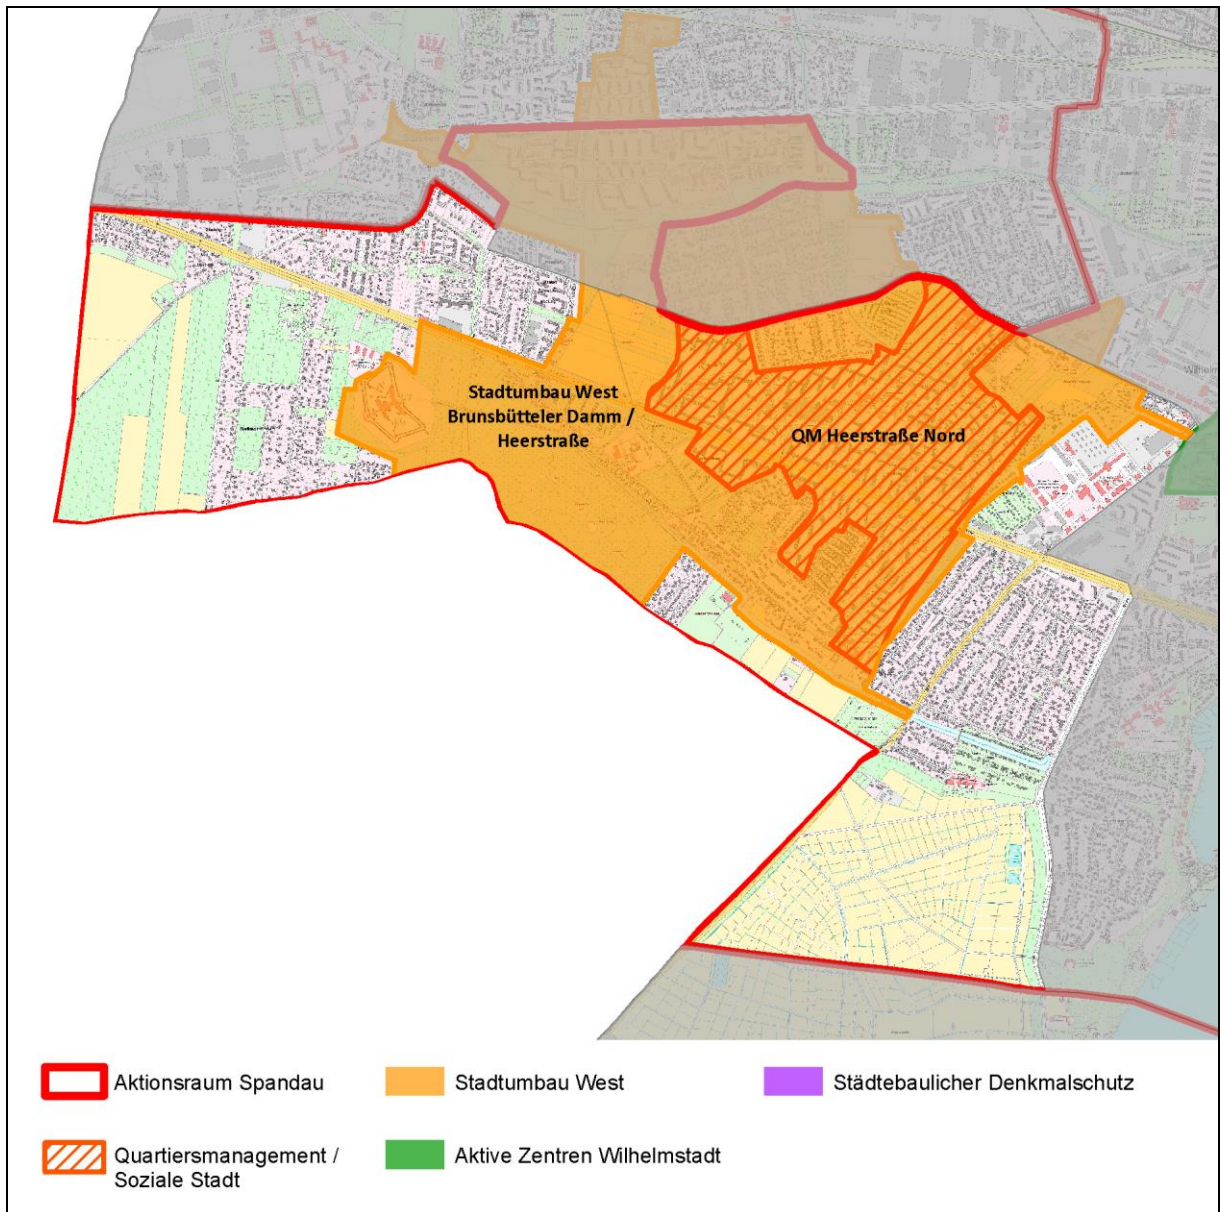 Stadtumbau West
Brunsbütteler Damm /
Heerstraße
QM Heerstraße Nord
Aktionsraum Spandau
Stadtumbau West
Städtebaulicher Denkmalschutz
Quartiersmanagement /
Soziale Stadt
Aktive Zentren Wilhelmstadt